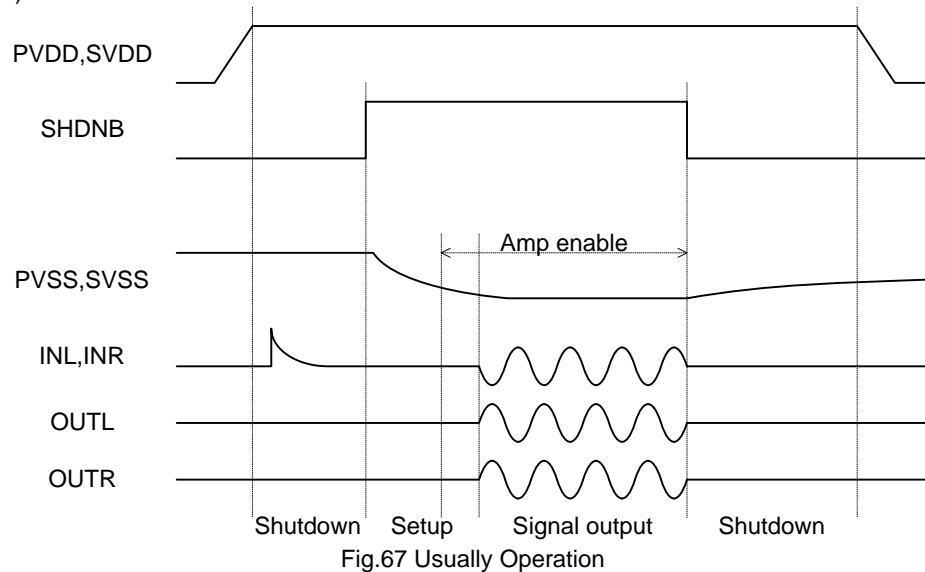 )
PVDD,SVDD
SHDNB
Amp enable
PVSS,SVSS
INL,INR
OUTL
OUTR
Shutdown Setup Signal output Shutdown
Fig.67 Usually Operation